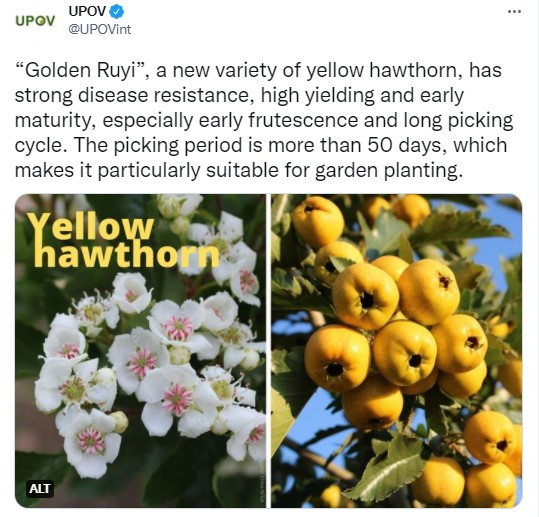 UPOV
UPOV
@UPOVint
“Golden Ruyi”, a new variety of yellow hawthorn, has
strong disease resistance, high yielding and early
maturity, especially early frutescence and long picking
cycle. The picking period is more than 50 days, which
makes it particularly suitable for garden planting.
Yellow
hawthorn
ALT